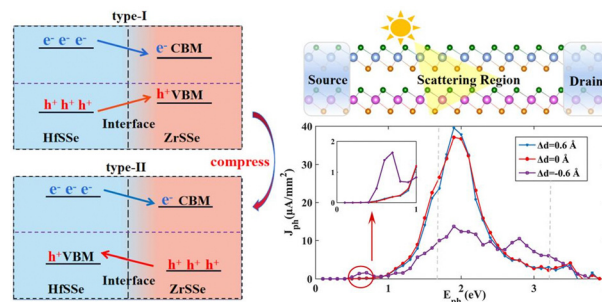 type-I
e⁻ e⁻ e⁻
e⁻ CBM
h⁺ h⁺ h⁺
h⁺VBM
HfSSe
Interface
ZrSSe
compress
type-II
e⁻ e⁻ e⁻
e⁻ CBM
h⁺VBM
h⁺ h⁺ h⁺
HfSSe
Interface
ZrSSe
Source
Scattering Region
Drain
J_ph(μA/mm²)
40
30
20
10
0
0
1
2
3
E_ph (eV)
Δd=0.6 Å
Δd=0 Å
Δd=-0.6 Å
2
1
0
0
1